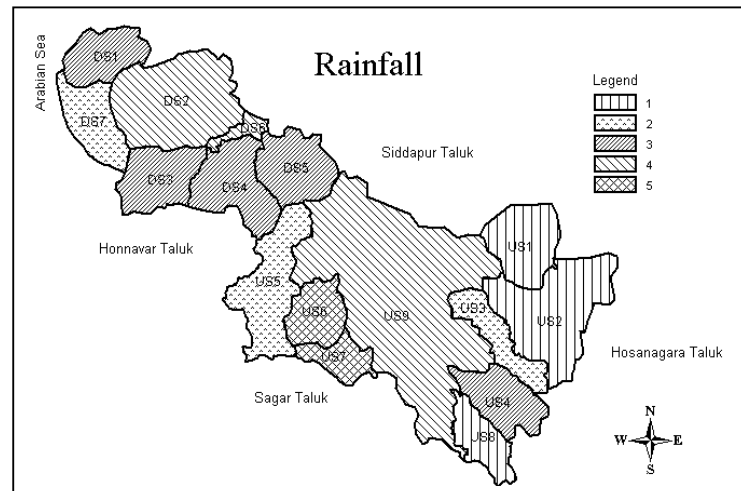 Rainfall
Arabian Sea
Legend
1
2
3
4
5
DS1
DS2
DS7
DS6
DS3
DS4
DS5
Siddapur Taluk
Honnavar Taluk
US1
US5
US3
US2
US6
US9
US7
Hosanagara Taluk
Sagar Taluk
US4
US8
N
W E
S